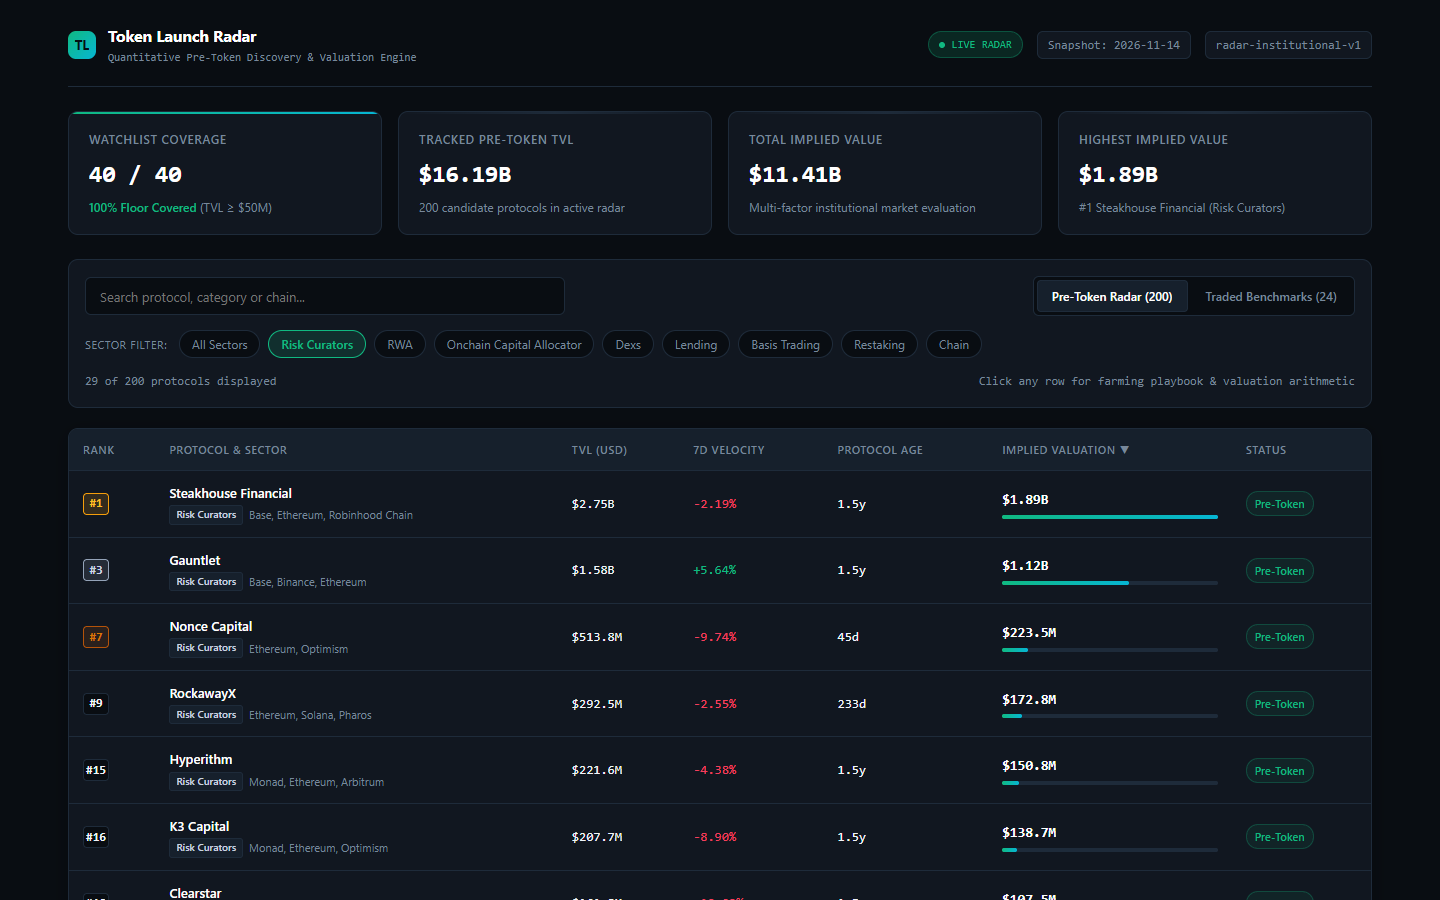 TL
Token Launch Radar
Quantitative Pre-Token Discovery & Valuation Engine
● LIVE RADAR
Snapshot: 2026-11-14
radar-institutional-v1
WATCHLIST COVERAGE
40 / 40
100% Floor Covered (TVL ≥ $50M)
TRACKED PRE-TOKEN TVL
$16.19B
200 candidate protocols in active radar
TOTAL IMPLIED VALUE
$11.41B
Multi-factor institutional market evaluation
HIGHEST IMPLIED VALUE
$1.89B
#1 Steakhouse Financial (Risk Curators)
Search protocol, category or chain...
Pre-Token Radar (200)
Traded Benchmarks (24)
SECTOR FILTER:
All Sectors
Risk Curators
RWA
Onchain Capital Allocator
Dexs
Lending
Basis Trading
Restaking
Chain
29 of 200 protocols displayed
Click any row for farming playbook & valuation arithmetic
RANK
PROTOCOL & SECTOR
TVL (USD)
7D VELOCITY
PROTOCOL AGE
IMPLIED VALUATION ▼
STATUS
#1
Steakhouse Financial
Risk Curators Base, Ethereum, Robinhood Chain
$2.75B
-2.19%
1.5y
$1.89B
Pre-Token
#3
Gauntlet
Risk Curators Base, Binance, Ethereum
$1.58B
+5.64%
1.5y
$1.12B
Pre-Token
#7
Nonce Capital
Risk Curators Ethereum, Optimism
$513.8M
-9.74%
45d
$223.5M
Pre-Token
#9
RockawayX
Risk Curators Ethereum, Solana, Pharos
$292.5M
-2.55%
233d
$172.8M
Pre-Token
#15
Hyperithm
Risk Curators Monad, Ethereum, Arbitrum
$221.6M
-4.38%
1.5y
$150.8M
Pre-Token
#16
K3 Capital
Risk Curators Monad, Ethereum, Optimism
$207.7M
-8.90%
1.5y
$138.7M
Pre-Token
Clearstar
$107.5M